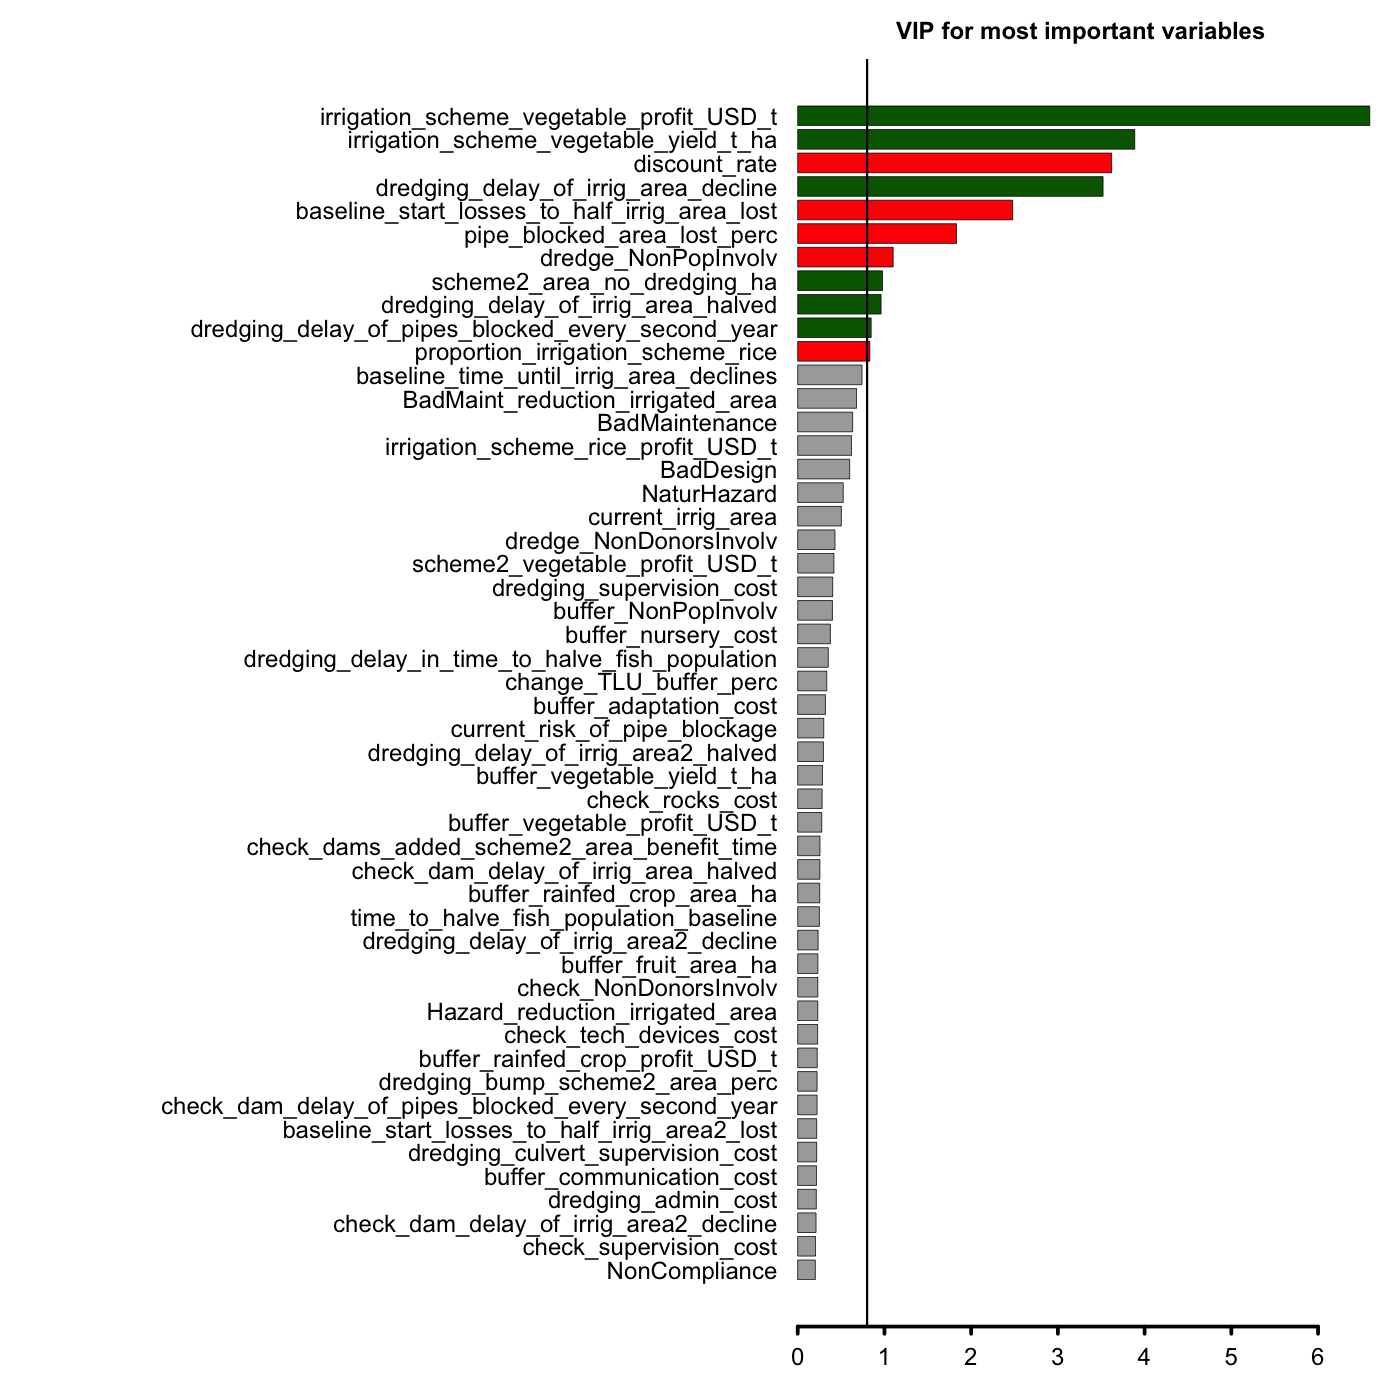 VIP for most important variables
irrigation_scheme_vegetable_profit_USD_t
irrigation_scheme_vegetable_yield_t_ha
discount_rate
dredging_delay_of_irrig_area_decline
baseline_start_losses_to_half_irrig_area_lost
pipe_blocked_area_lost_perc
dredge_NonPopInvolv
scheme2_area_no_dredging_ha
dredging_delay_of_irrig_area_halved
dredging_delay_of_pipes_blocked_every_second_year
proportion_irrigation_scheme_rice
baseline_time_until_irrig_area_declines
BadMaint_reduction_irrigated_area
BadMaintenance
irrigation_scheme_rice_profit_USD_t
BadDesign
NaturHazard
current_irrig_area
dredge_NonDonorsInvolv
scheme2_vegetable_profit_USD_t
dredging_supervision_cost
buffer_NonPopInvolv
buffer_nursery_cost
dredging_delay_in_time_to_halve_fish_population
change_TLU_buffer_perc
buffer_adaptation_cost
current_risk_of_pipe_blockage
dredging_delay_of_irrig_area2_halved
buffer_vegetable_yield_t_ha
check_rocks_cost
buffer_vegetable_profit_USD_t
check_dams_added_scheme2_area_benefit_time
check_dam_delay_of_irrig_area_halved
buffer_rainfed_crop_area_ha
time_to_halve_fish_population_baseline
dredging_delay_of_irrig_area2_decline
buffer_fruit_area_ha
check_NonDonorsInvolv
Hazard_reduction_irrigated_area
check_tech_devices_cost
buffer_rainfed_crop_profit_USD_t
dredging_bump_scheme2_area_perc
check_dam_delay_of_pipes_blocked_every_second_year
baseline_start_losses_to_half_irrig_area2_lost
dredging_culvert_supervision_cost
buffer_communication_cost
dredging_admin_cost
check_dam_delay_of_irrig_area2_decline
check_supervision_cost
NonCompliance
0 1 2 3 4 5 6